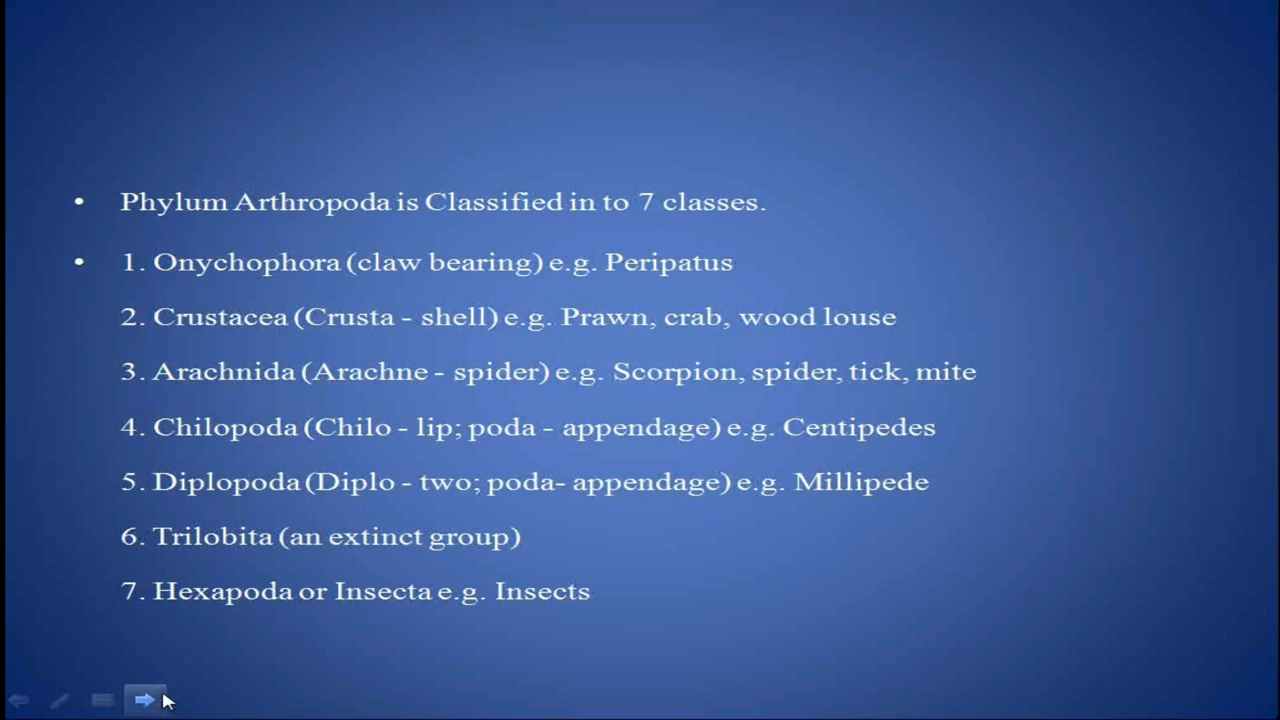 • Phylum Arthropoda is Classified in to 7 classes.
• 1. Onychophora (claw bearing) e.g. Peripatus
2. Crustacea (Crusta - shell) e.g. Prawn, crab, wood louse
3. Arachnida (Arachne - spider) e.g. Scorpion, spider, tick, mite
4. Chilopoda (Chilo - lip; poda - appendage) e.g. Centipedes
5. Diplopoda (Diplo - two; poda- appendage) e.g. Millipede
6. Trilobita (an extinct group)
7. Hexapoda or Insecta e.g. Insects